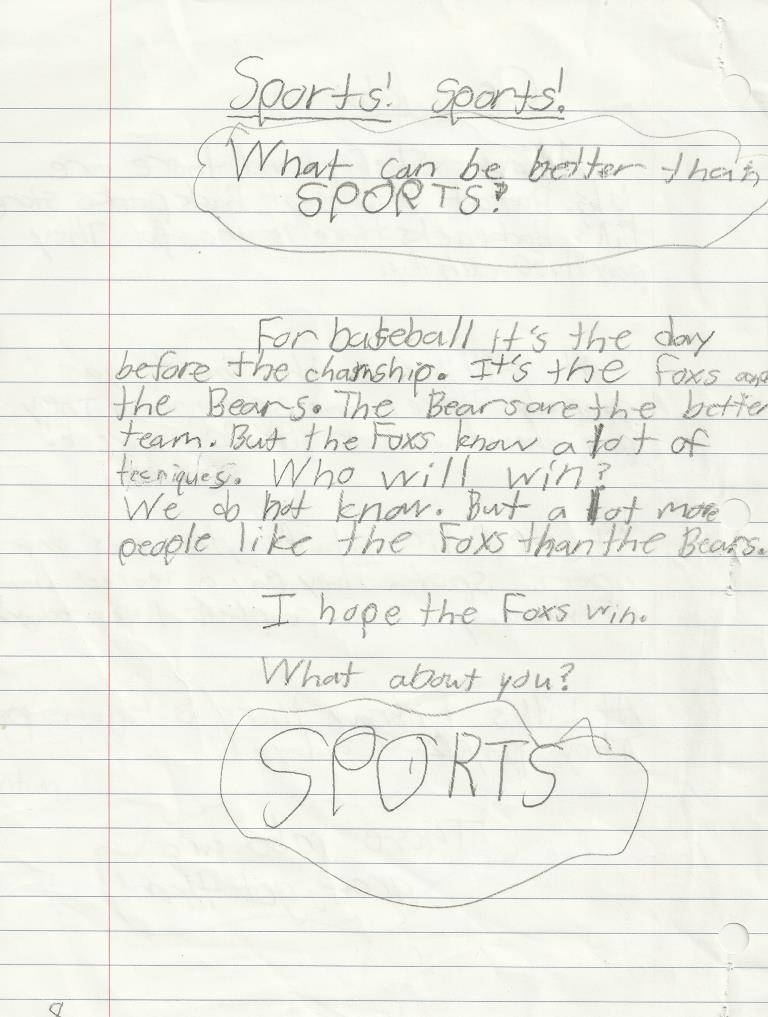 Sports! Sports!
What can be better than
SPORTS?
For baseball it's the day
before the chamship. It's the Foxs and
the Bears. The Bears are the better
team. But the Foxs know a lot of
tecniques. Who will win?
We do not know. But a lot more
people like the Foxs than the Bears.
I hope the Foxs win.
What about you?
SPORTS
8